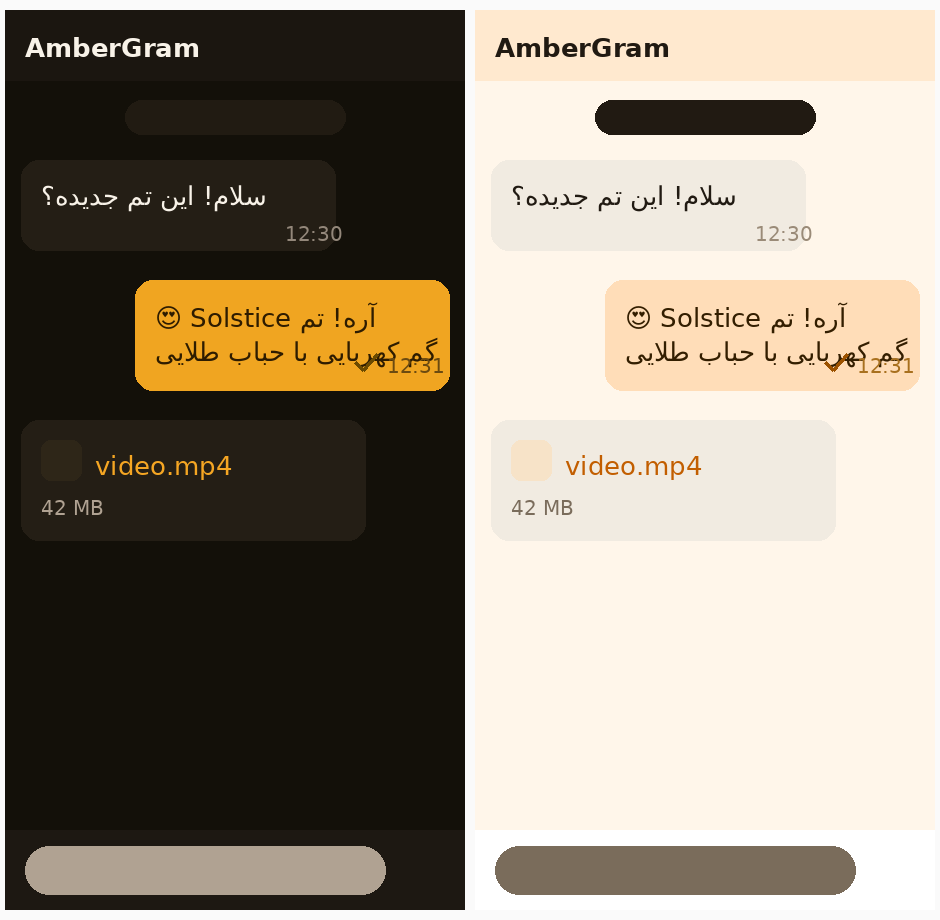 AmberGram
سلام! این تم جدیده؟
12:30
آره! تم Solstice 😍
گم کهربایی با حباب طلایی
12:31
video.mp4
42 MB
AmberGram
سلام! این تم جدیده؟
12:30
آره! تم Solstice 😍
گم کهربایی با حباب طلایی
12:31
video.mp4
42 MB